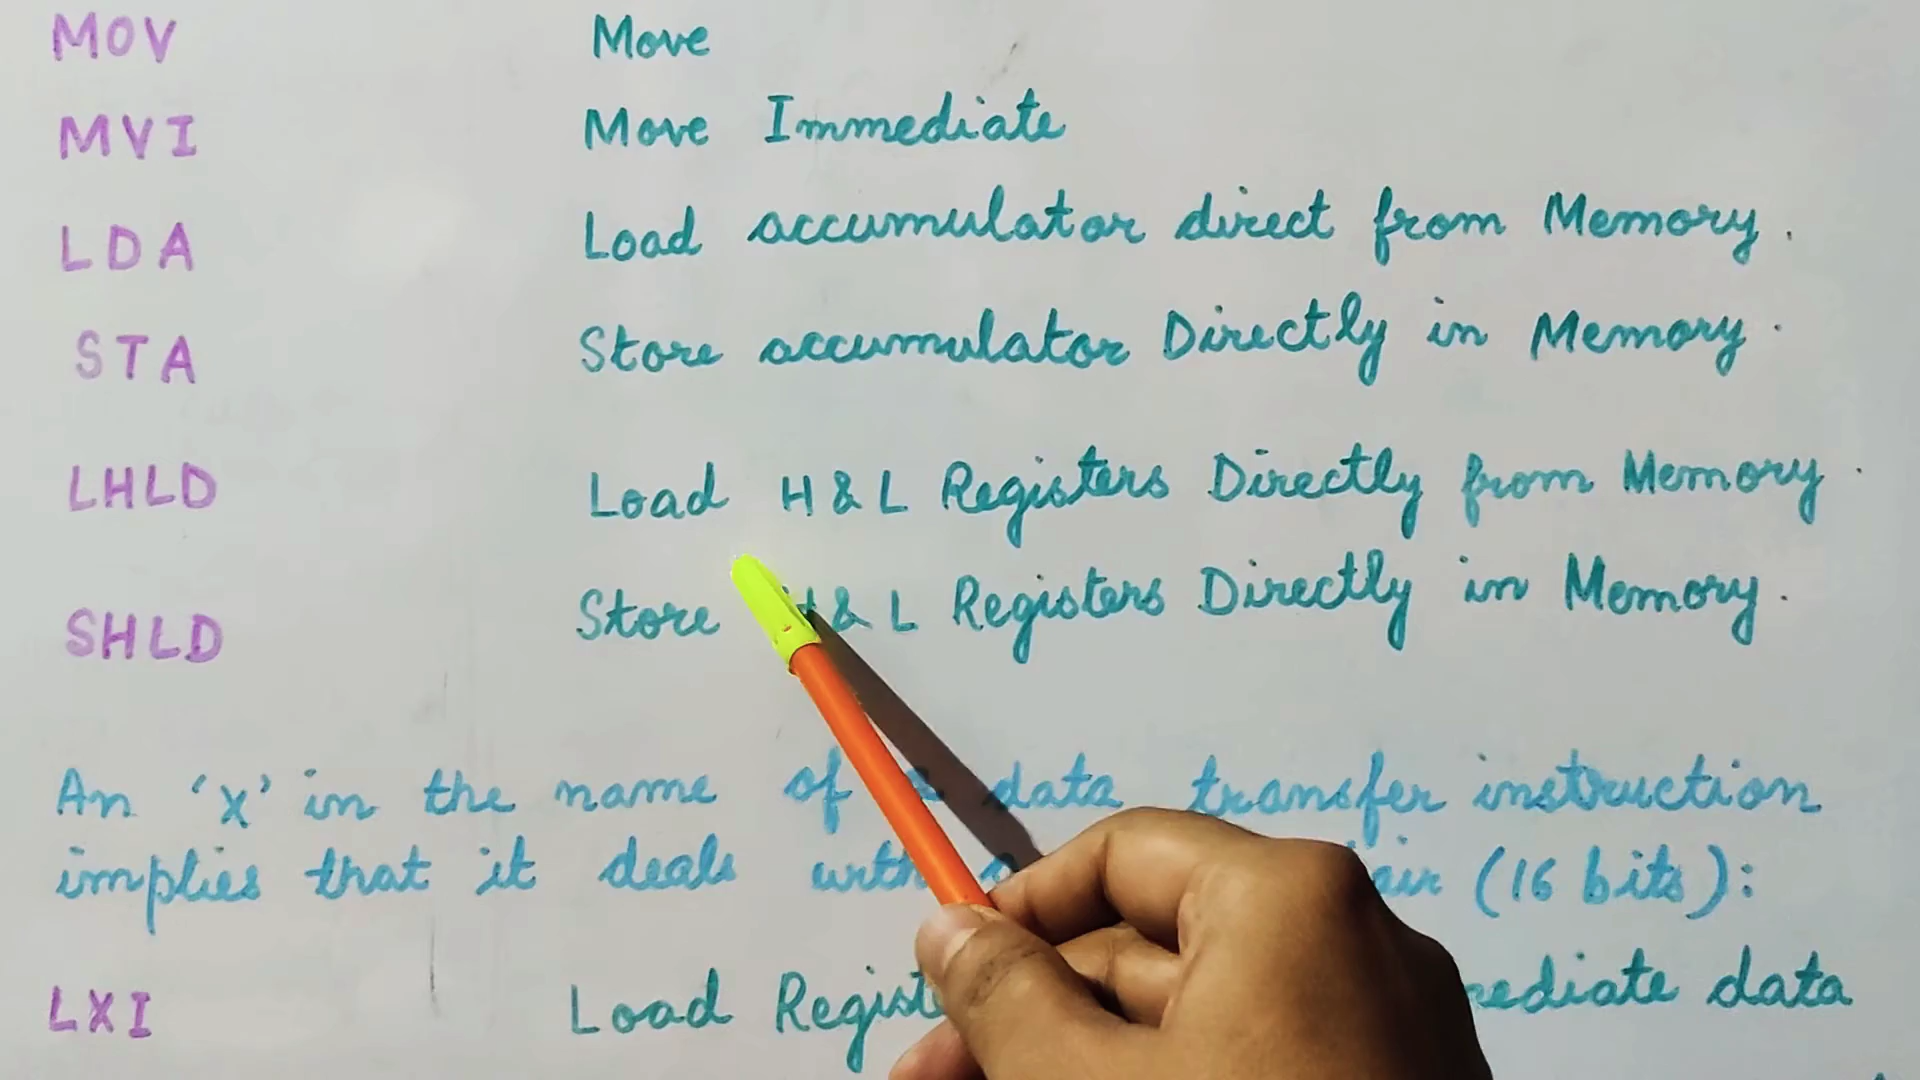 MOV Move
MVI Move Immediate
LDA Load accumulator direct from Memory.
STA Store accumulator Directly in Memory.
LHLD Load H & L Registers Directly from Memory.
SHLD Store & L Registers Directly in Memory.
An 'X' in the name of data transfer instruction
implies that it deals with (16 bits):
LXI Load data